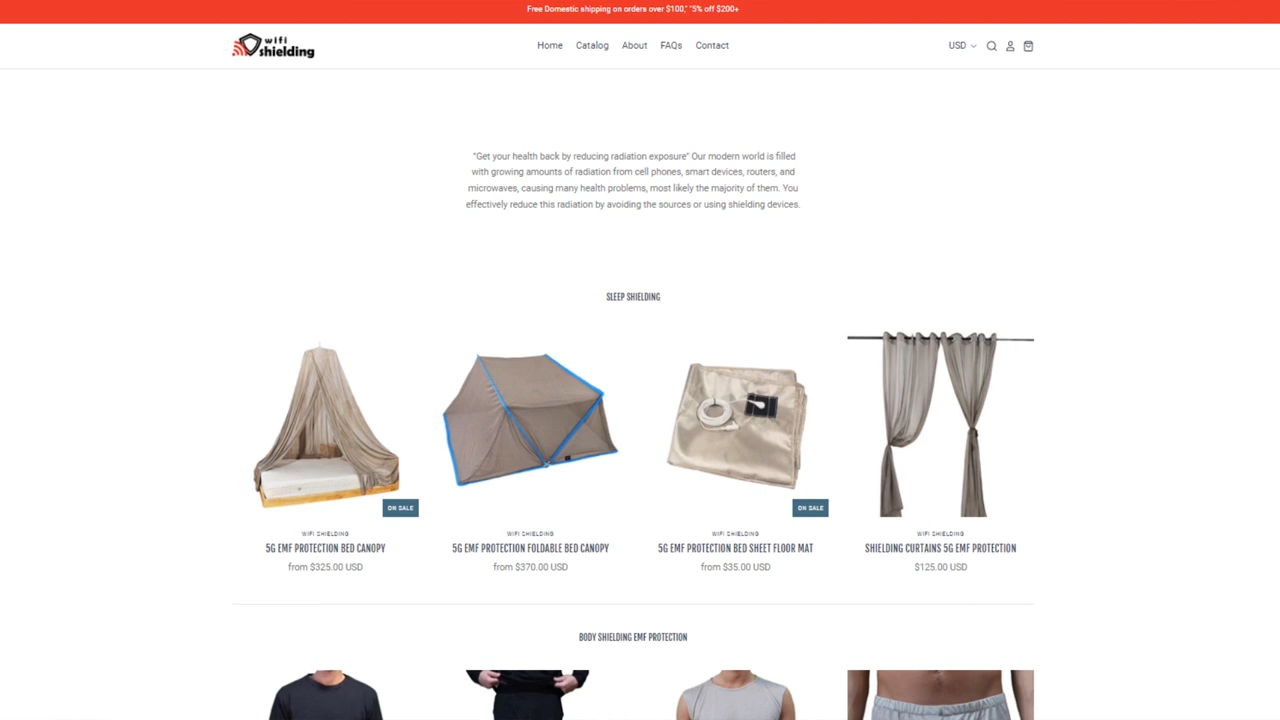 Free Domestic shipping on orders over $100," "5% off $200+
wifi
shielding
Home Catalog About FAQs Contact
USD
"Get your health back by reducing radiation exposure" Our modern world is filled
with growing amounts of radiation from cell phones, smart devices, routers, and
microwaves, causing many health problems, most likely the majority of them. You
effectively reduce this radiation by avoiding the sources or using shielding devices.
SLEEP SHIELDING
ON SALE
ON SALE
WIFI SHIELDING
5G EMF PROTECTION BED CANOPY
from $325.00 USD
WIFI SHIELDING
5G EMF PROTECTION FOLDABLE BED CANOPY
from $370.00 USD
WIFI SHIELDING
5G EMF PROTECTION BED SHEET FLOOR MAT
from $35.00 USD
WIFI SHIELDING
SHIELDING CURTAINS 5G EMF PROTECTION
$125.00 USD
BODY SHIELDING EMF PROTECTION